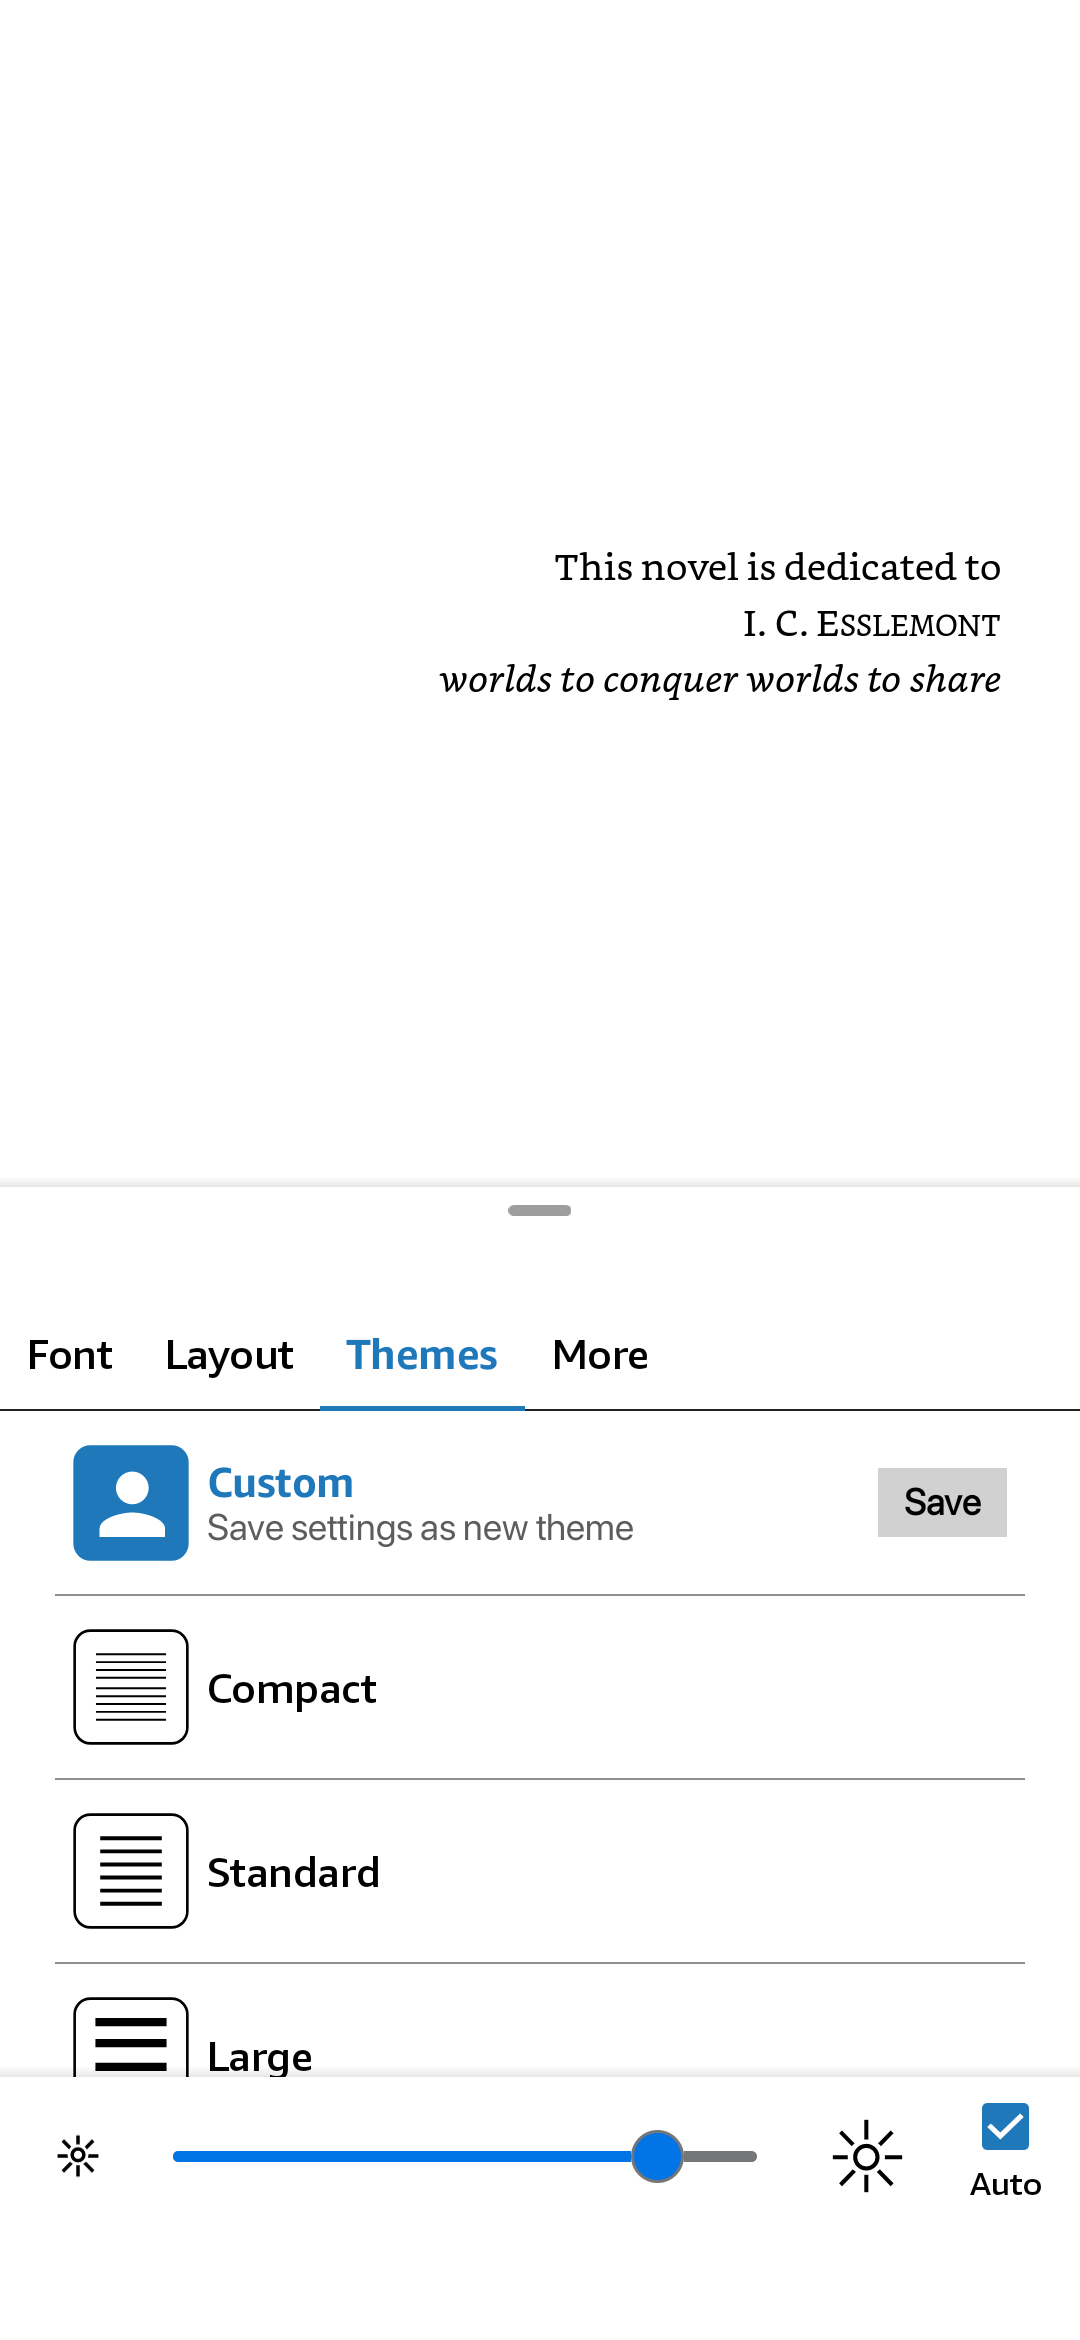 This novel is dedicated to
I. C. ESSLEMONT
worlds to conquer worlds to share
Font Layout Themes More
Custom
Save settings as new theme
Save
Compact
Standard
Large
Auto